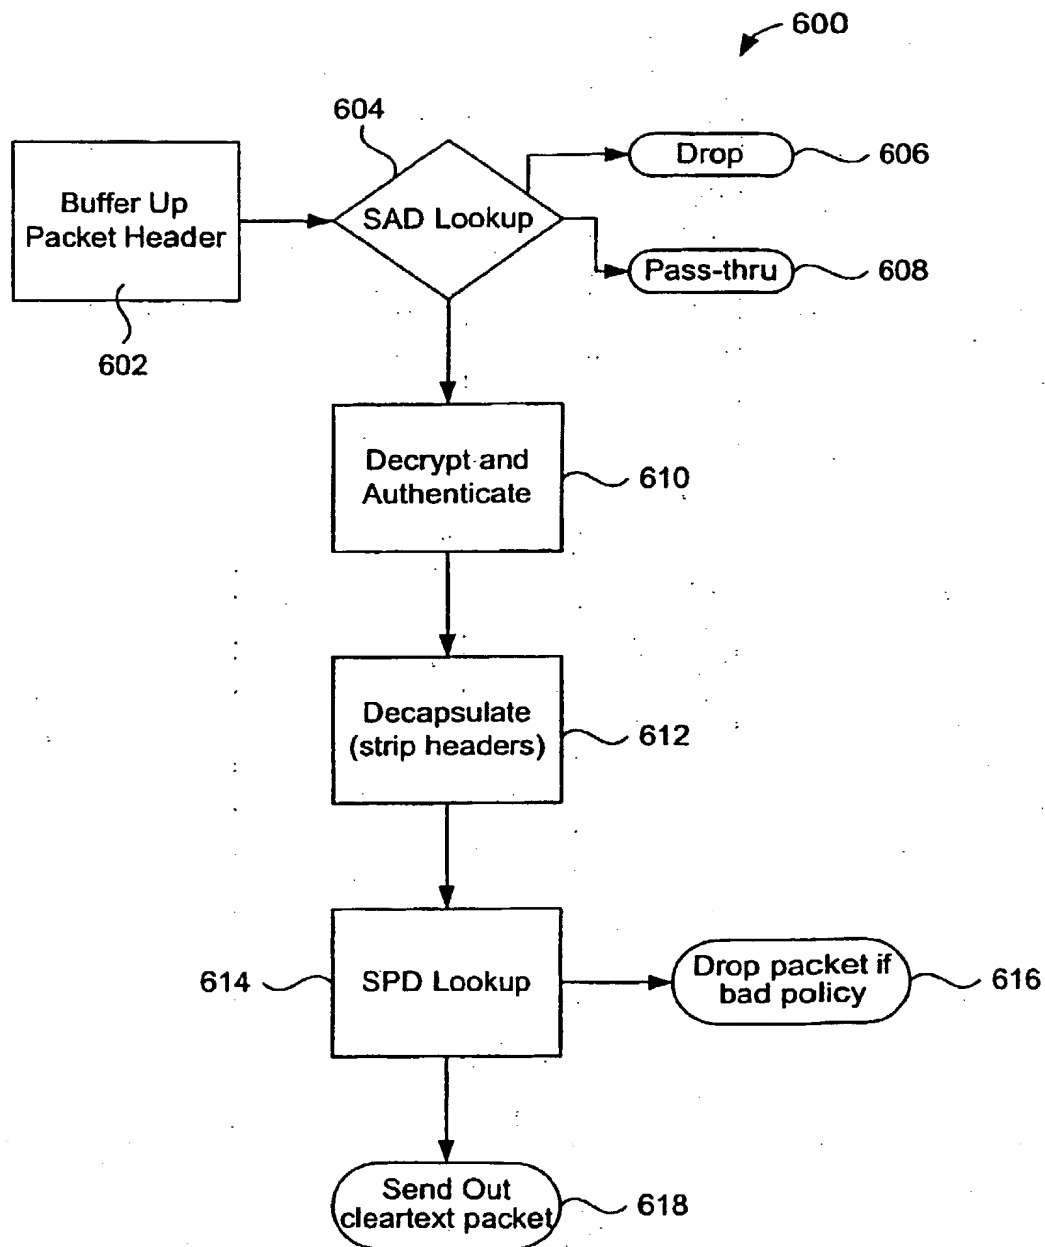 600
604
Drop
606
Buffer Up
Packet Header
SAD Lookup
Pass-thru
608
602
Decrypt and
Authenticate
610
Decapsulate
(strip headers)
612
614
SPD Lookup
Drop packet if
bad policy
616
Send Out
cleartext packet
618